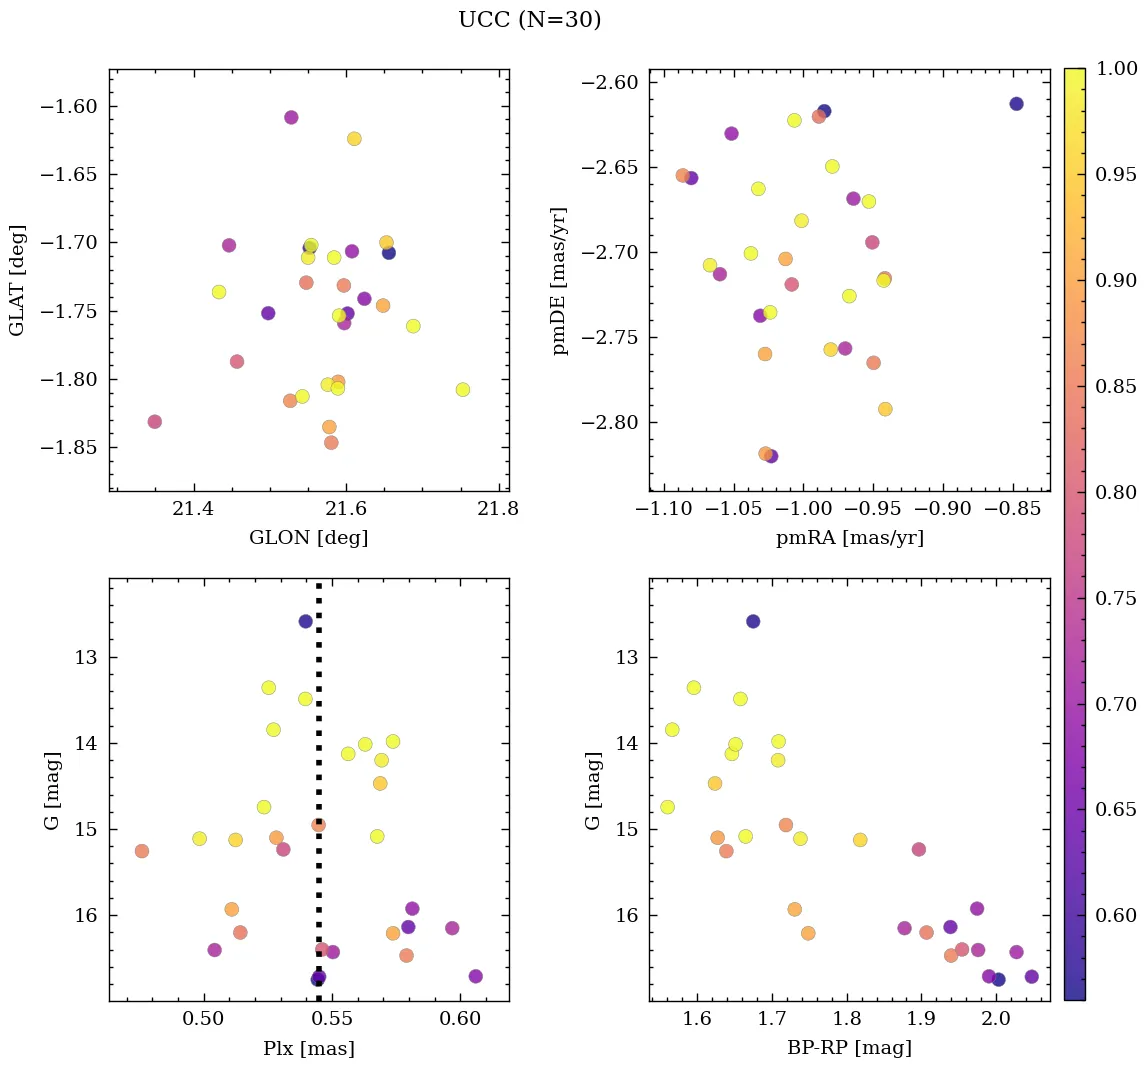 UCC (N=30)
−1.60
−1.65
−1.70
−1.75
−1.80
−1.85
GLAT [deg]
21.4 21.6 21.8
GLON [deg]
−2.60
−2.65
−2.70
−2.75
−2.80
pmDE [mas/yr]
−1.10 −1.05 −1.00 −0.95 −0.90 −0.85
pmRA [mas/yr]
13
14
15
16
G [mag]
0.50 0.55 0.60
Plx [mas]
13
14
15
16
G [mag]
1.6 1.7 1.8 1.9 2.0
BP-RP [mag]
1.00
0.95
0.90
0.85
0.80
0.75
0.70
0.65
0.60